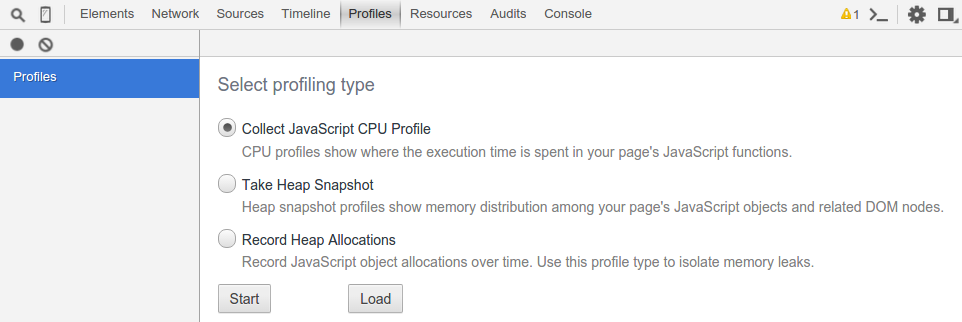 Elements Network Sources Timeline Profiles Resources Audits Console 1
Profiles
Select profiling type
Collect JavaScript CPU Profile
CPU profiles show where the execution time is spent in your page's JavaScript functions.
Take Heap Snapshot
Heap snapshot profiles show memory distribution among your page's JavaScript objects and related DOM nodes.
Record Heap Allocations
Record JavaScript object allocations over time. Use this profile type to isolate memory leaks.
Start Load